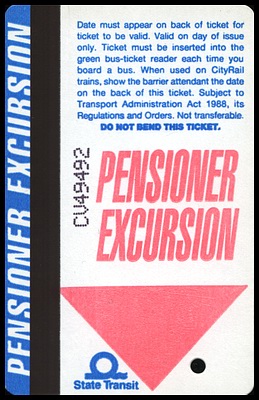 Date must appear on back of ticket for
ticket to be valid. Valid on day of issue
only. Ticket must be inserted into the
green bus-ticket reader each time you
board a bus. When used on CityRail
trains, show the barrier attendant the date
on the back of this ticket. Subject to
Transport Administration Act 1988, its
Regulations and Orders. Not transferable.
DO NOT BEND THIS TICKET.
PENSIONER EXCURSION
CV49492
PENSIONER
EXCURSION
State Transit